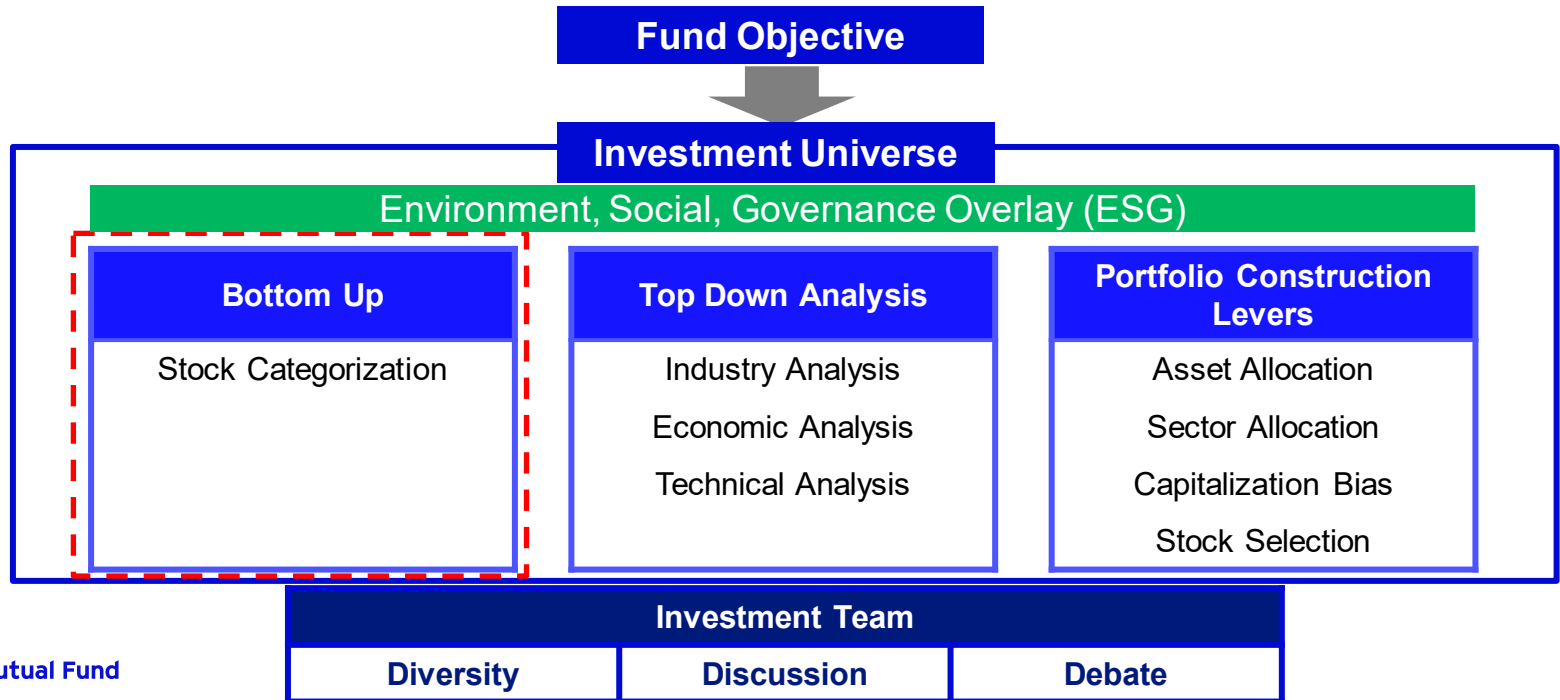 Fund Objective
Investment Universe
Environment, Social, Governance Overlay (ESG)
Bottom Up
Stock Categorization
Top Down Analysis
Industry Analysis
Economic Analysis
Technical Analysis
Portfolio Construction
Levers
Asset Allocation
Sector Allocation
Capitalization Bias
Stock Selection
Investment Team
Diversity
Discussion
Debate
utual Fund